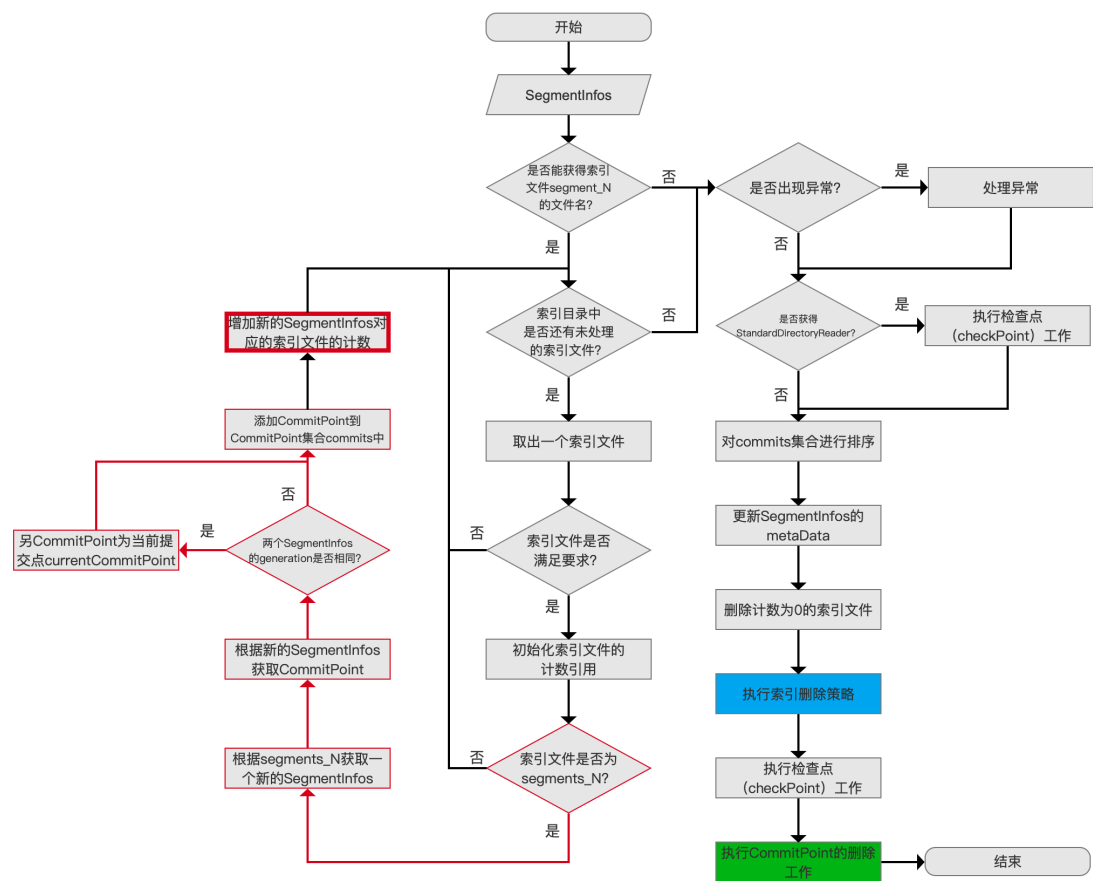 开始
SegmentInfos
是否能获得索引
文件segment_N
的文件名?
否
是
是否出现异常?
是
处理异常
否
索引目录中
是否还有未处理
的索引文件?
否
是
是否获得
StandardDirectoryReader?
是
执行检查点
（checkPoint）工作
否
增加新的SegmentInfos对
应的索引文件的计数
添加CommitPoint到
CommitPoint集合commits中
取出一个索引文件
对commits集合进行排序
否
两个SegmentInfos
的generation是否相同?
是
另CommitPoint为当前提
交点currentCommitPoint
索引文件是否
满足要求?
否
是
更新SegmentInfos的
metaData
删除计数为0的索引文件
根据新的SegmentInfos
获取CommitPoint
初始化索引文件的
计数引用
执行索引删除策略
根据segments_N获取一
个新的SegmentInfos
索引文件是否为
segments_N?
否
是
执行检查点
（checkPoint）工作
执行CommitPoint的删除
工作
结束